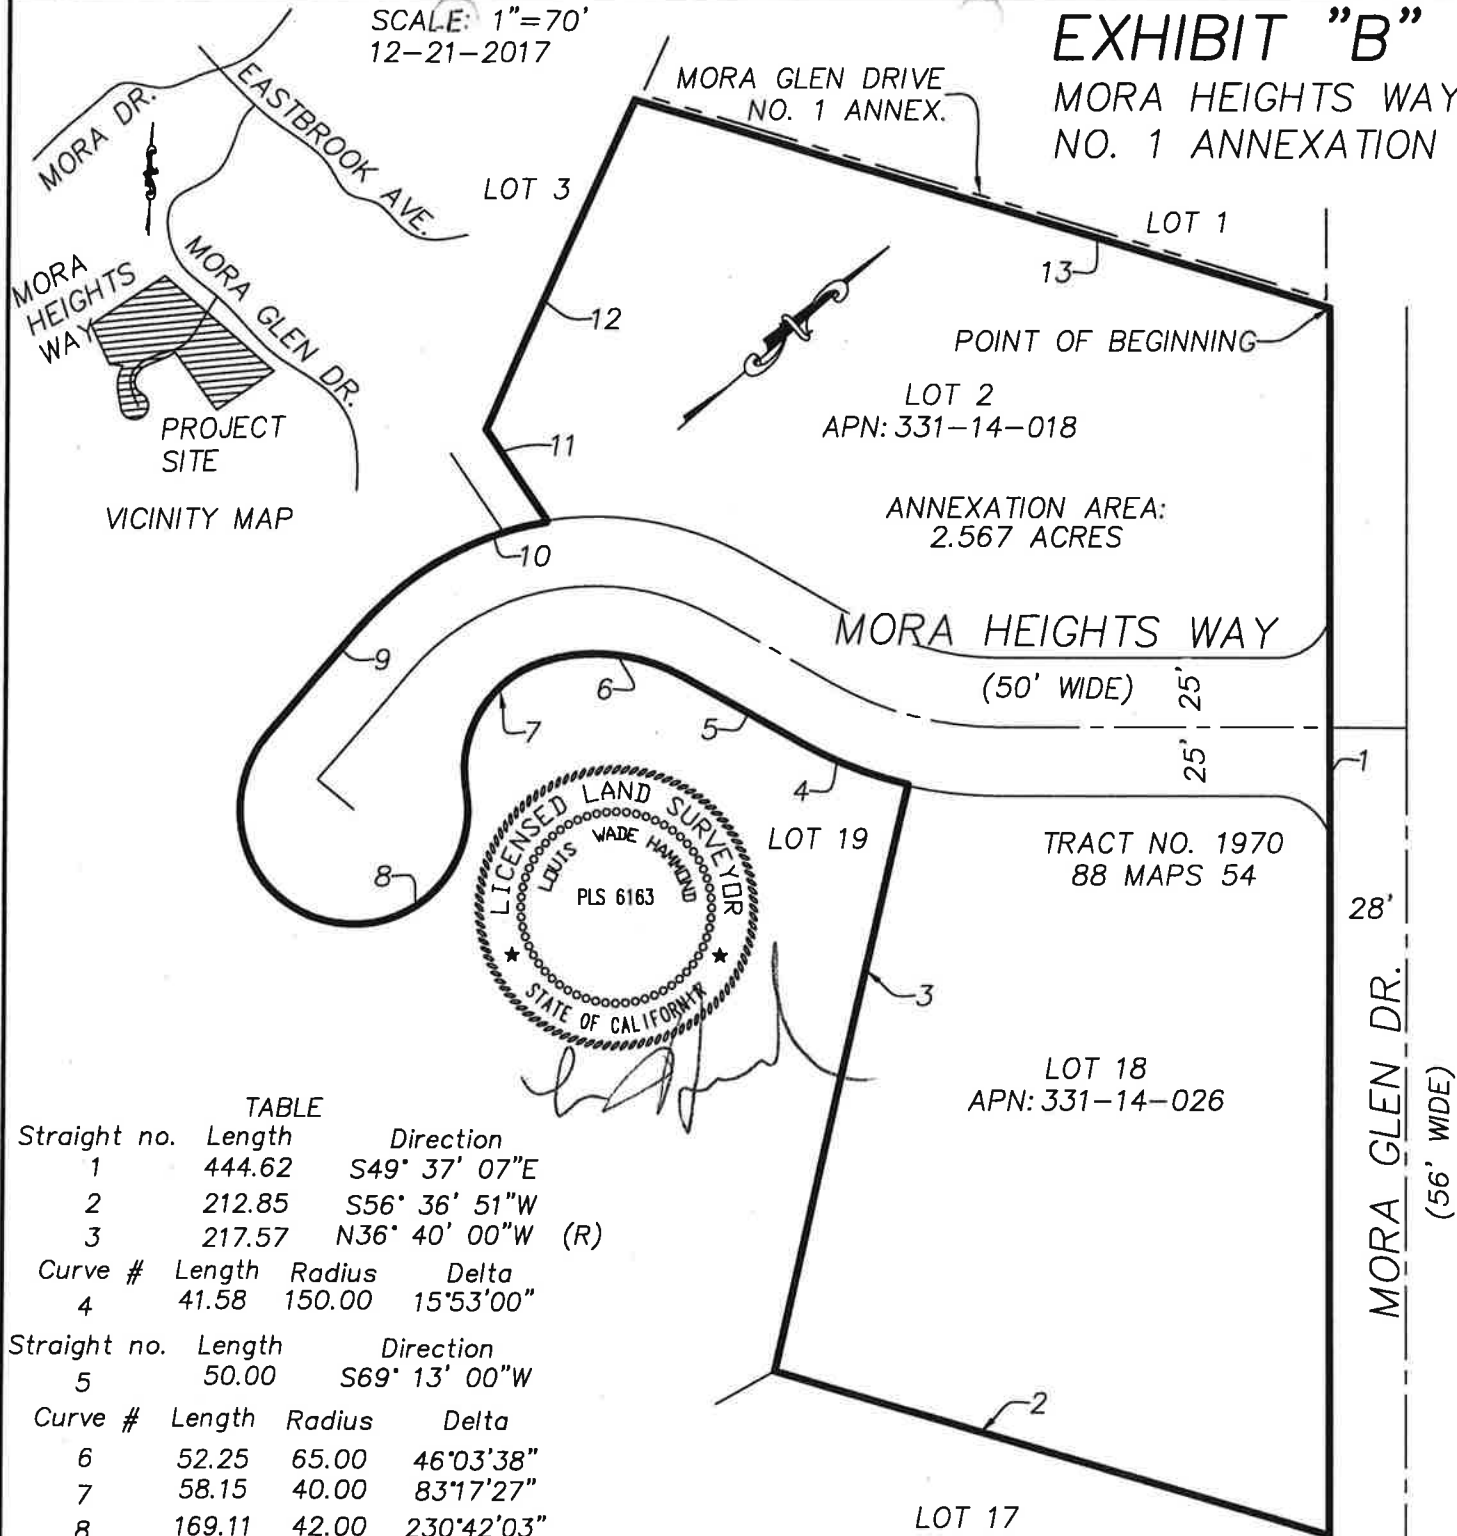 SCALE: 1"=70'
12-21-2017
EXHIBIT "B"
MORA HEIGHTS WAY
NO. 1 ANNEXATION
MORA GLEN DRIVE
NO. 1 ANNEX.
MORA DR.
EASTBROOK AVE.
MORA
HEIGHTS
WAY
MORA GLEN DR.
PROJECT
SITE
VICINITY MAP
LOT 3
LOT 1
13
12
POINT OF BEGINNING
LOT 2
APN: 331-14-018
11
ANNEXATION AREA:
2.567 ACRES
10
MORA HEIGHTS WAY
(50' WIDE)
25'
25'
9
6
7
5
4
1
LOT 19
TRACT NO. 1970
88 MAPS 54
28'
8
LICENSED LAND SURVEYOR
LOUIS WADE HAMMOND
PLS 6163
STATE OF CALIFORNIA
3
LOT 18
APN: 331-14-026
MORA GLEN DR.
(56' WIDE)
2
LOT 17
TABLE
Straight no. Length Direction
1 444.62 S49° 37' 07"E
2 212.85 S56° 36' 51"W
3 217.57 N36° 40' 00"W (R)
Curve # Length Radius Delta
4 41.58 150.00 15°53'00"
Straight no. Length Direction
5 50.00 S69° 13' 00"W
Curve # Length Radius Delta
6 52.25 65.00 46°03'38"
7 58.15 40.00 83°17'27"
8 169.11 42.00 230°42'03"